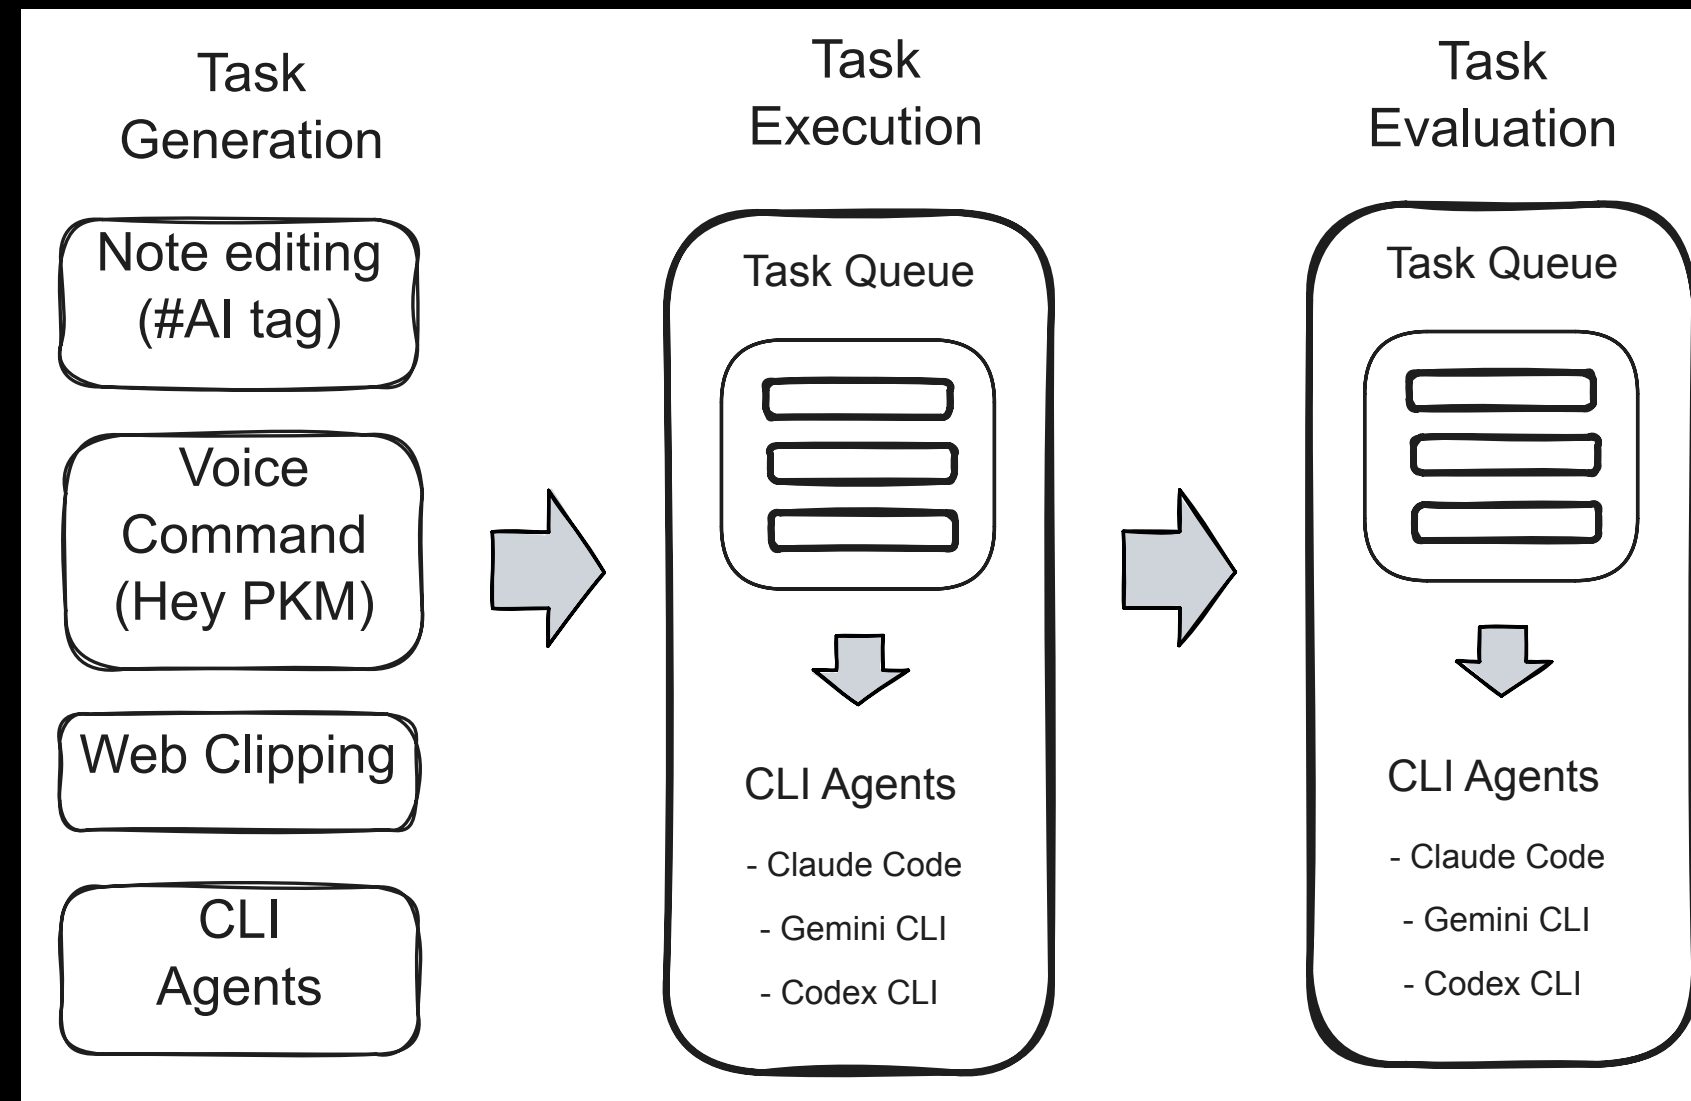 Task
Generation
Note editing
(#AI tag)
Voice
Command
(Hey PKM)
Web Clipping
CLI
Agents
Task
Execution
Task Queue
CLI Agents
- Claude Code
- Gemini CLI
- Codex CLI
Task
Evaluation
Task Queue
CLI Agents
- Claude Code
- Gemini CLI
- Codex CLI